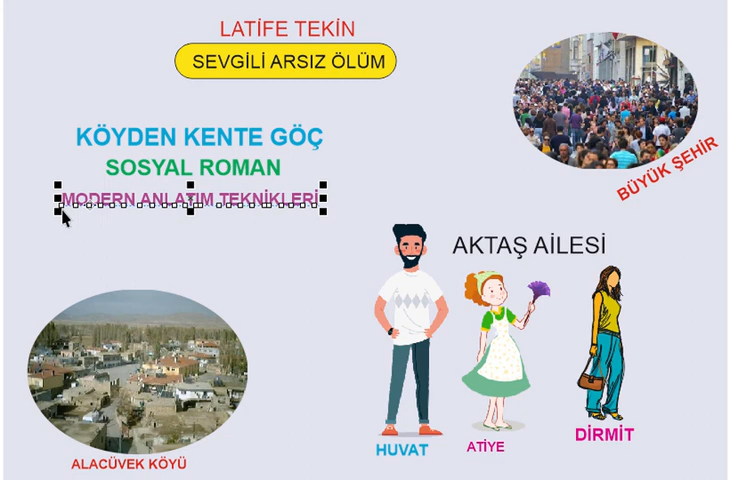 LATİFE TEKİN
SEVGİLİ ARSIZ ÖLÜM
KÖYDEN KENTE GÖÇ
SOSYAL ROMAN
MODERN ANLATIM TEKNİKLERİ
BÜYÜK ŞEHİR
AKTAŞ AİLESİ
ALACÜVEK KÖYÜ
HUVAT
ATİYE
DİRMİT